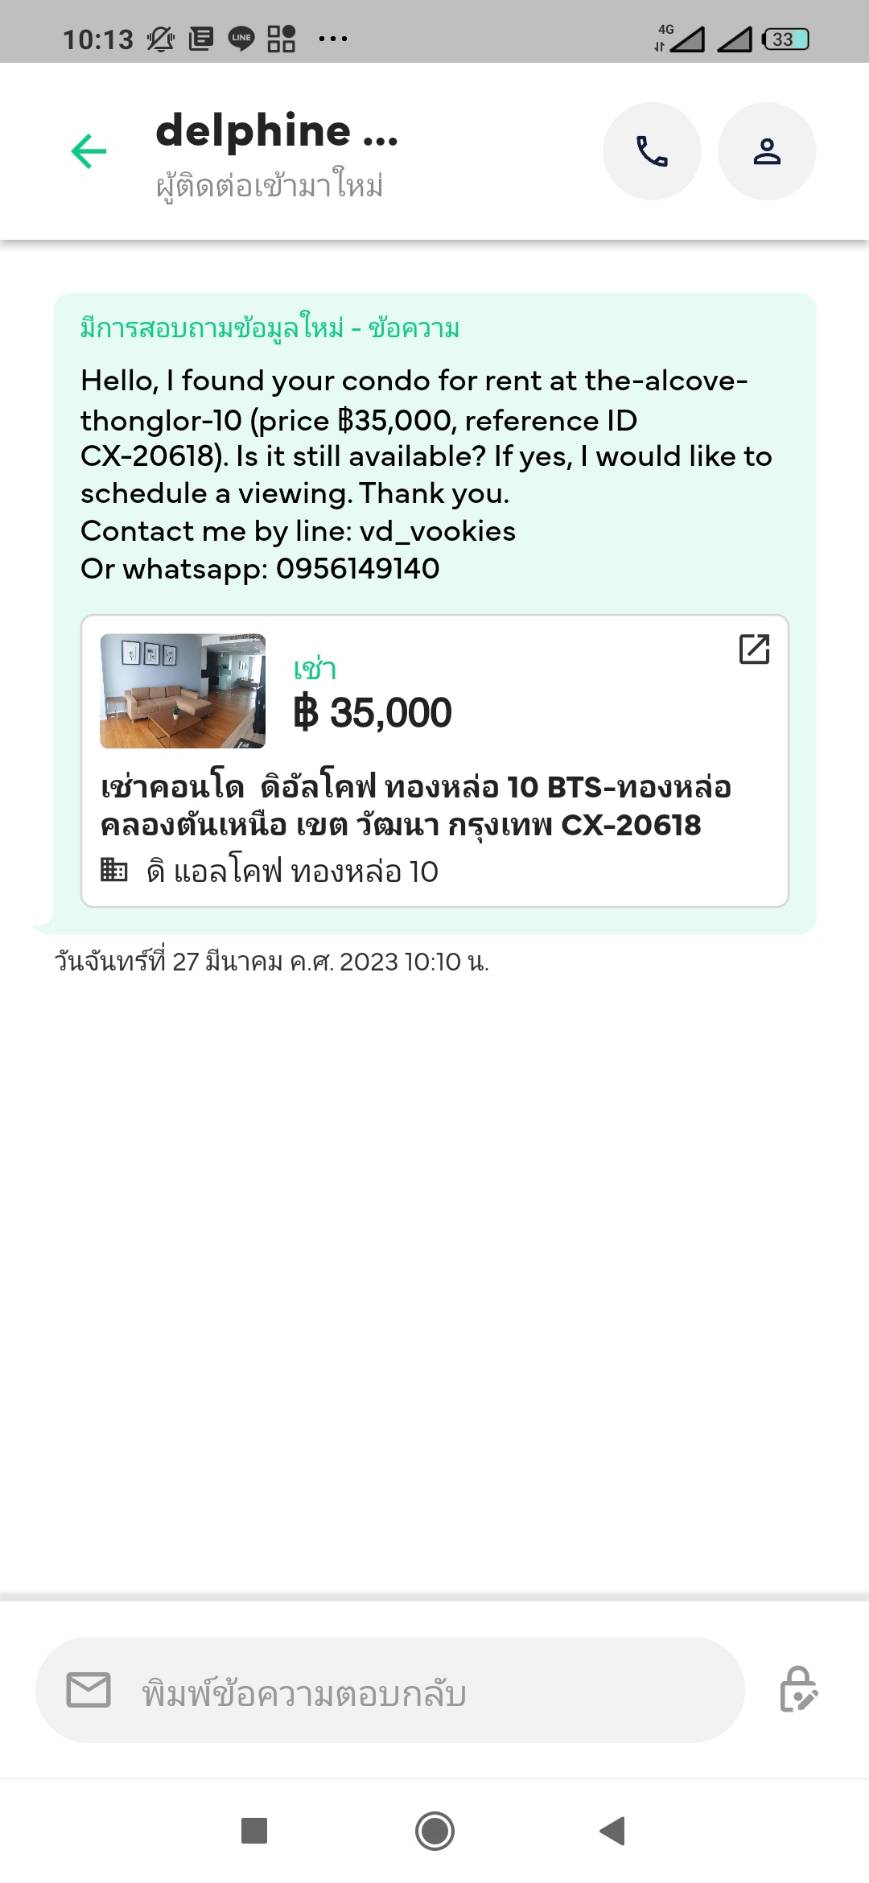 10:13
LINE
4G
33
delphine ...
ผู้ติดต่อเข้ามาใหม่
มีการสอบถามข้อมูลใหม่ - ข้อความ
Hello, I found your condo for rent at the-alcove-
thonglor-10 (price ฿35,000, reference ID
CX-20618). Is it still available? If yes, I would like to
schedule a viewing. Thank you.
Contact me by line: vd_vookies
Or whatsapp: 0956149140
เช่า
฿ 35,000
เช่าคอนโด ดิอัลโคฟ ทองหล่อ 10 BTS-ทองหล่อ
คลองตันเหนือ เขต วัฒนา กรุงเทพ CX-20618
ดิ แอลโคฟ ทองหล่อ 10
วันจันทร์ที่ 27 มีนาคม ค.ศ. 2023 10:10 น.
พิมพ์ข้อความตอบกลับ